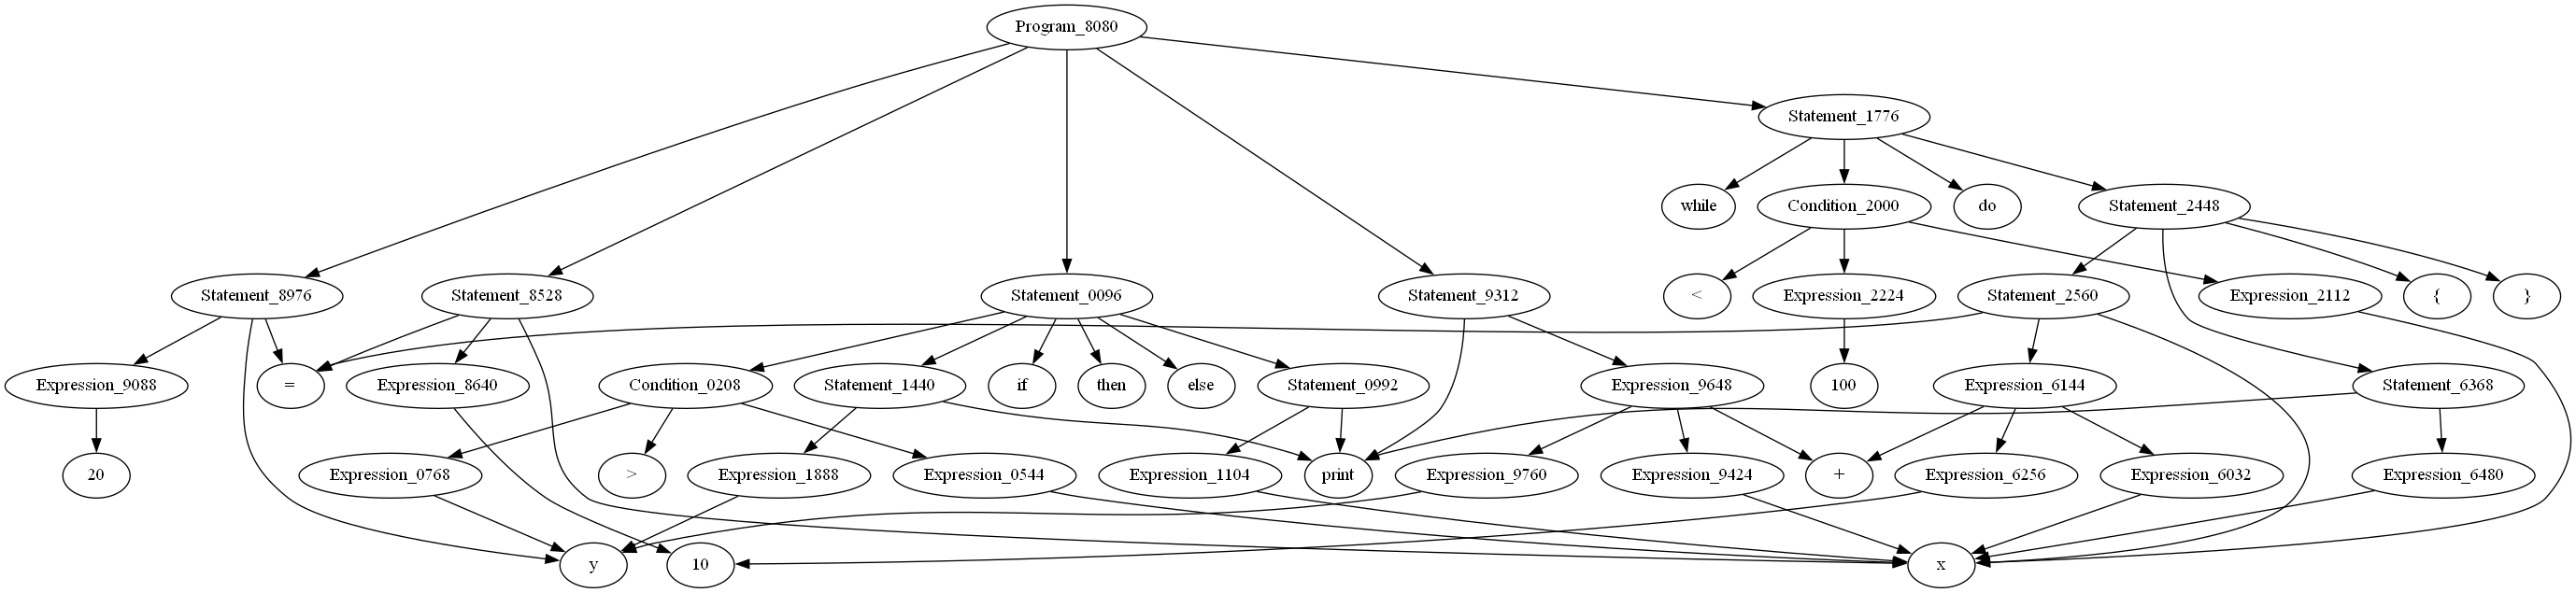 Program_8080
Statement_1776
while
Condition_2000
do
Statement_2448
Statement_8976
Statement_8528
Statement_0096
Statement_9312
<
Expression_2224
Statement_2560
Expression_2112
{
}
Expression_9088
=
Expression_8640
Condition_0208
Statement_1440
if
then
else
Statement_0992
Expression_9648
100
Expression_6144
Statement_6368
20
Expression_0768
>
Expression_1888
Expression_0544
Expression_1104
print
Expression_9760
Expression_9424
+
Expression_6256
Expression_6032
Expression_6480
y
10
x